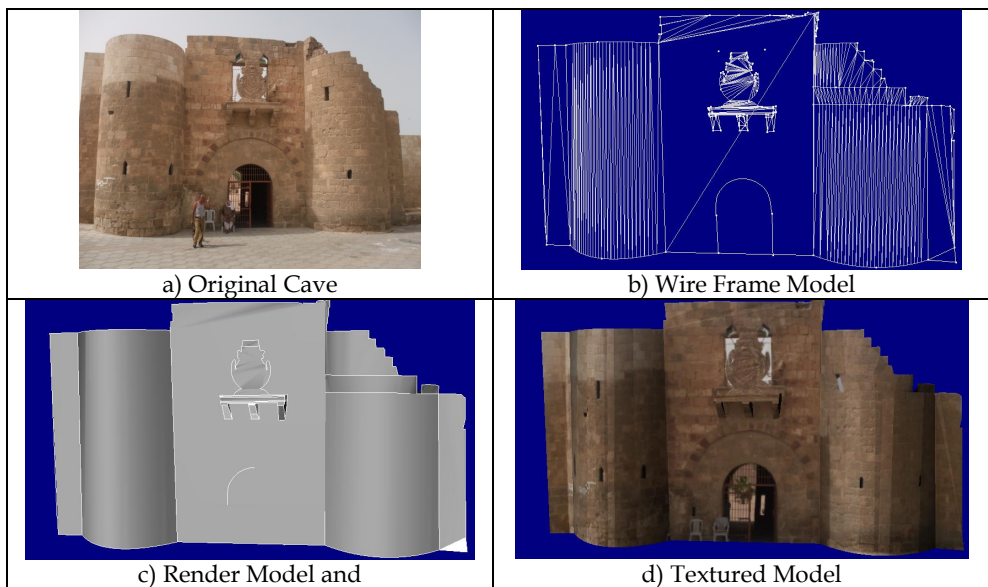 a) Original Cave
b) Wire Frame Model
c) Render Model and
d) Textured Model